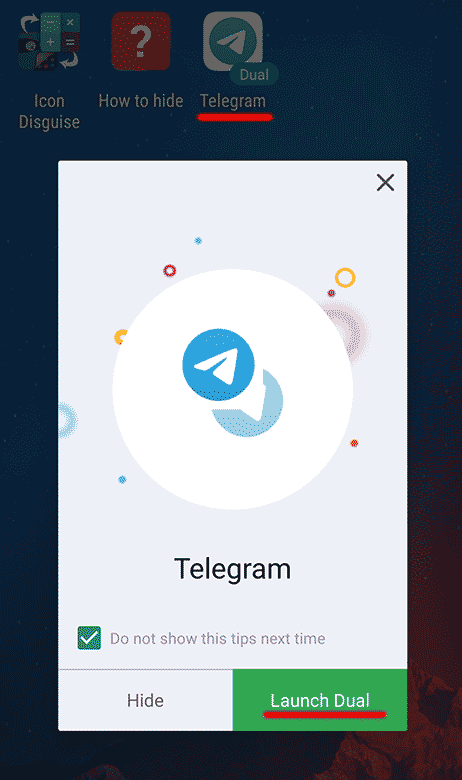 ?
Dual
Icon
Disguise
How to hide
Telegram
Telegram
Do not show this tips next time
Hide
Launch Dual